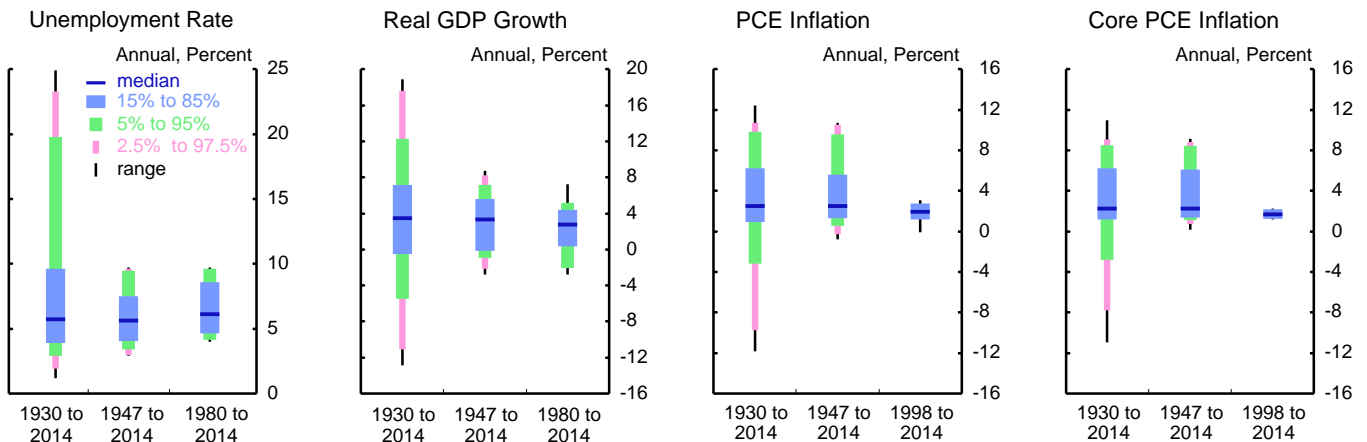 Unemployment Rate
Annual, Percent
median
15% to 85%
5% to 95%
2.5% to 97.5%
range
25
20
15
10
5
0
1930 to
2014
1947 to
2014
1980 to
2014
Real GDP Growth
Annual, Percent
20
16
12
8
4
0
-4
-8
-12
-16
1930 to
2014
1947 to
2014
1980 to
2014
PCE Inflation
Annual, Percent
16
12
8
4
0
-4
-8
-12
-16
1930 to
2014
1947 to
2014
1998 to
2014
Core PCE Inflation
Annual, Percent
16
12
8
4
0
-4
-8
-12
-16
1930 to
2014
1947 to
2014
1998 to
2014